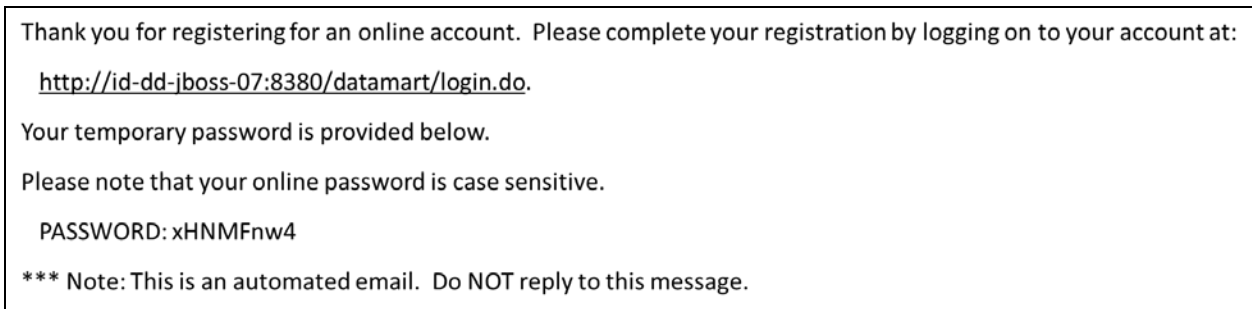 Thank you for registering for an online account.  Please complete your registration by logging on to your account at:
http://id-dd-jboss-07:8380/datamart/login.do.
Your temporary password is provided below.
Please note that your online password is case sensitive.
PASSWORD: xHNMFnw4
*** Note: This is an automated email.  Do NOT reply to this message.